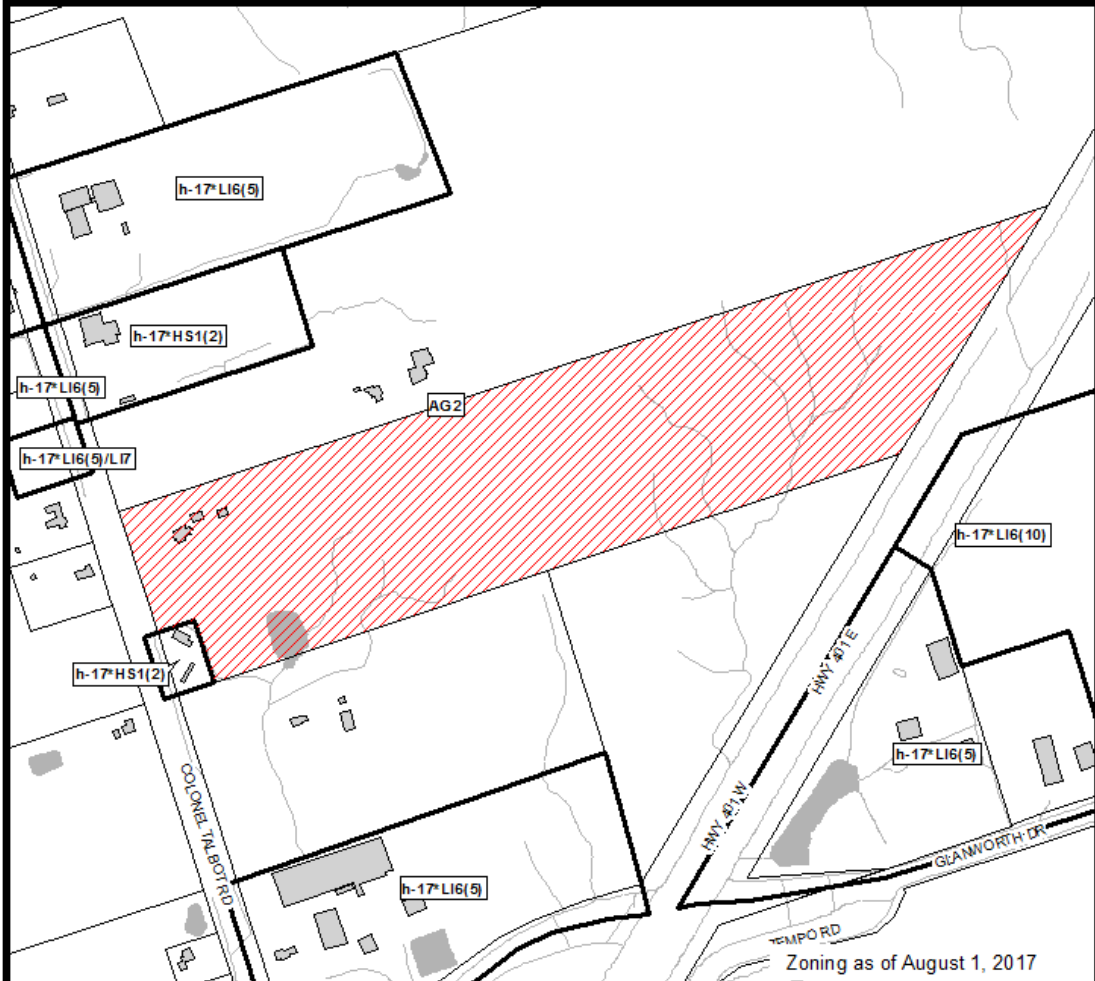 h-17*LI6(5)
h-17*HS1(2)
h-17*LI6(5)
AG2
h-17*LI6(5)/LI7
h-17*LI6(10)
HWY 401 E
h-17*HS1(2)
h-17*LI6(5)
COLONEL TALBOT RD
HWY 401 W
GLANWORTH DR
h-17*LI6(5)
TEMPO RD
Zoning as of August 1, 2017